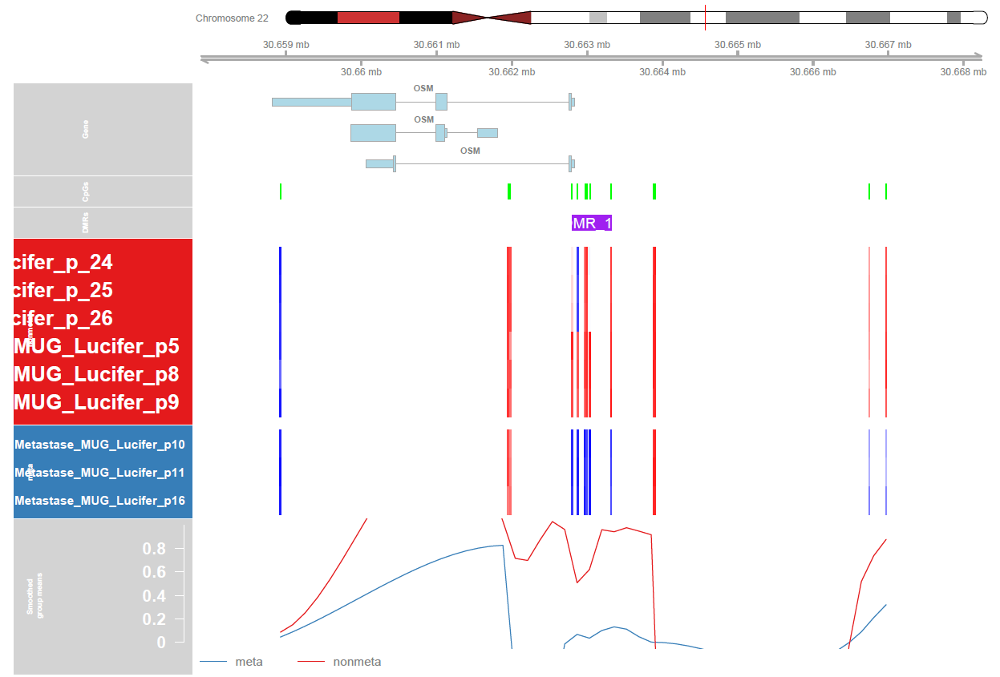 Chromosome 22
30.659 mb
30.661 mb
30.663 mb
30.665 mb
30.667 mb
30.66 mb
30.662 mb
30.664 mb
30.666 mb
30.668 mb
Gene
OSM
OSM
OSM
CpGs
DMRs
MR_1
nonmeta
cifer_p_24
cifer_p_25
cifer_p_26
MUG_Lucifer_p5
MUG_Lucifer_p8
MUG_Lucifer_p9
meta
Metastase_MUG_Lucifer_p10
Metastase_MUG_Lucifer_p11
Metastase_MUG_Lucifer_p16
Smoothed
group means
0.8
0.6
0.4
0.2
0
meta
nonmeta